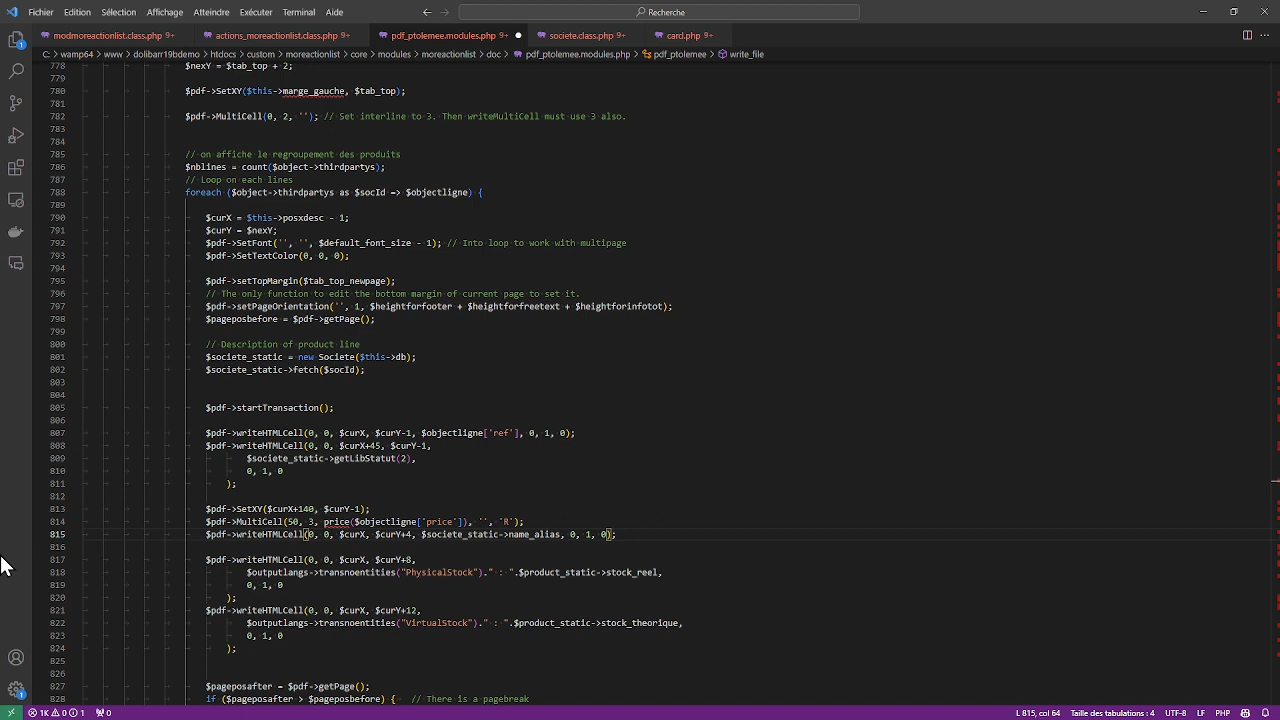 Fichier Edition Sélection Affichage Atteindre Exécuter Terminal Aide Recherche
modmoreactionlist.class.php 9+ actions_moreactionlist.class.php 9+ pdf_ptolemee.modules.php 9+ societe.class.php 9+ card.php 9+
C: > wamp64 > www > dolibarr19bdemo > htdocs > custom > moreactionlist > core > modules > moreactionlist > doc > pdf_ptolemee.modules.php > pdf_ptolemee > write_file
778 $nexY = $tab_top + 2;
779
780 $pdf->SetXY($this->marge_gauche, $tab_top);
781
782 $pdf->MultiCell(0, 2, ''); // Set interline to 3. Then writeMultiCell must use 3 also.
783
784
785 // on affiche le regroupement des produits
786 $nblines = count($object->thirdpartys);
787 // Loop on each lines
788 foreach ($object->thirdpartys as $socId => $objectligne) {
789
790 $curX = $this->posxdesc - 1;
791 $curY = $nexY;
792 $pdf->SetFont('', '', $default_font_size - 1); // Into loop to work with multipage
793 $pdf->SetTextColor(0, 0, 0);
794
795 $pdf->setTopMargin($tab_top_newpage);
796 // The only function to edit the bottom margin of current page to set it.
797 $pdf->setPageOrientation('', 1, $heightforfooter + $heightforfreetext + $heightforinfotot);
798 $pageposbefore = $pdf->getPage();
799
800 // Description of product line
801 $societe_static = new Societe($this->db);
802 $societe_static->fetch($socId);
803
804
805 $pdf->startTransaction();
806
807 $pdf->writeHTMLCell(0, 0, $curX, $curY-1, $objectligne['ref'], 0, 1, 0);
808 $pdf->writeHTMLCell(0, 0, $curX+45, $curY-1,
809 $societe_static->getLibStatut(2),
810 0, 1, 0
811 );
812
813 $pdf->SetXY($curX+140, $curY-1);
814 $pdf->MultiCell(50, 3, price($objectligne['price']), '', 'R');
815 $pdf->writeHTMLCell(0, 0, $curX, $curY+4, $societe_static->name_alias, 0, 1, 0);
816
817 $pdf->writeHTMLCell(0, 0, $curX, $curY+8,
818 $outputlangs->transnoentities("PhysicalStock")." : ".$product_static->stock_reel,
819 0, 1, 0
820 );
821 $pdf->writeHTMLCell(0, 0, $curX, $curY+12,
822 $outputlangs->transnoentities("VirtualStock")." : ".$product_static->stock_theorique,
823 0, 1, 0
824 );
825
826
827 $pageposafter = $pdf->getPage();
828 if ($pageposafter > $pageposbefore) { // There is a pagebreak
1K 0 1 0 L 815, col 64 Taille des tabulations : 4 UTF-8 LF PHP